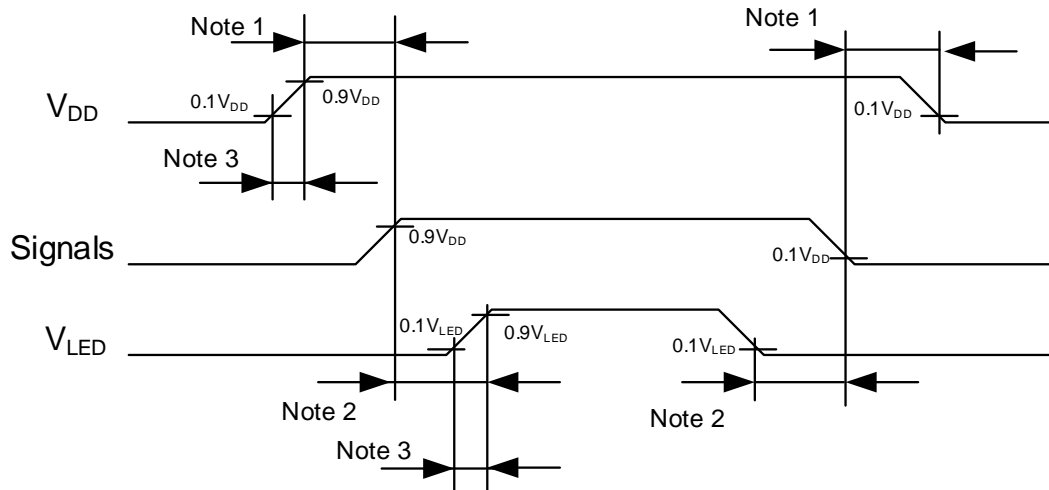 Note 1
Note 1
V_DD
0.1V_DD
0.9V_DD
0.1V_DD
Note 3
Signals
0.9V_DD
0.1V_DD
V_LED
0.1V_LED
0.9V_LED
0.1V_LED
Note 2
Note 2
Note 3